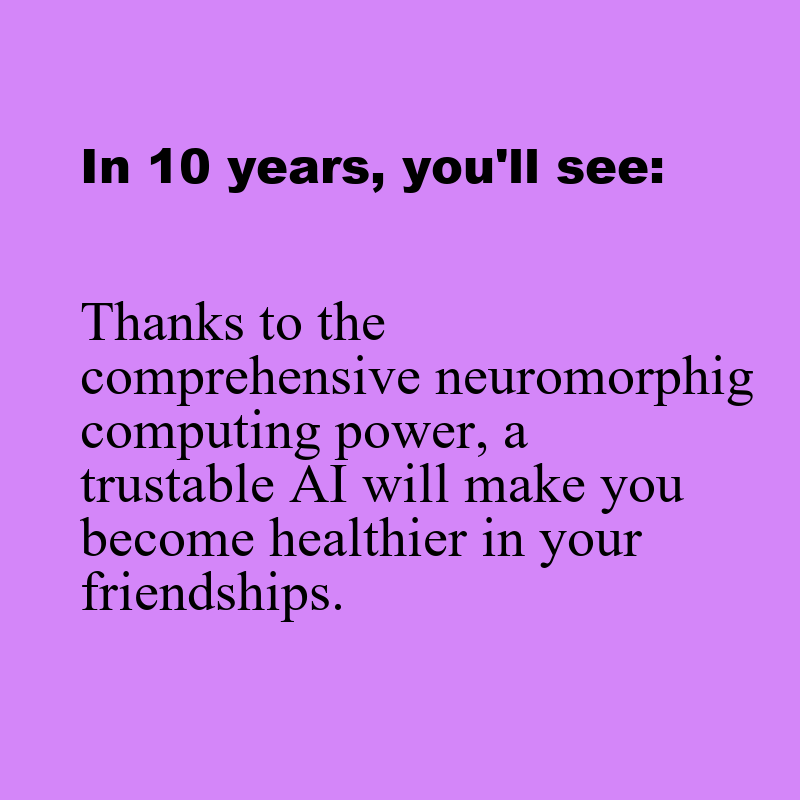 In 10 years, you'll see:
Thanks to the
comprehensive neuromorphig
computing power, a
trustable AI will make you
become healthier in your
friendships.